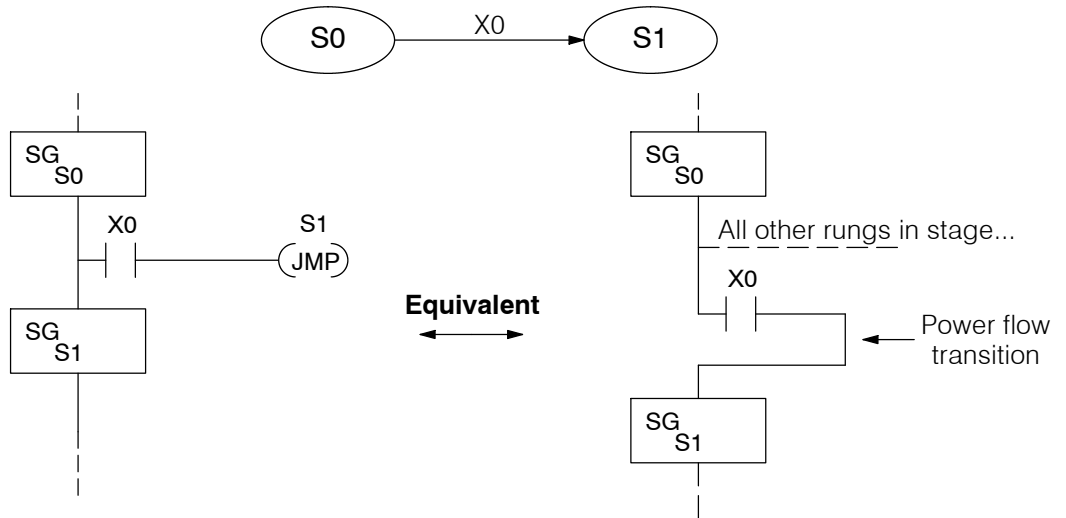 S0
X0
S1
SG
S0
X0
S1
JMP
SG
S1
Equivalent
SG
S0
All other rungs in stage...
X0
Power flow
transition
SG
S1